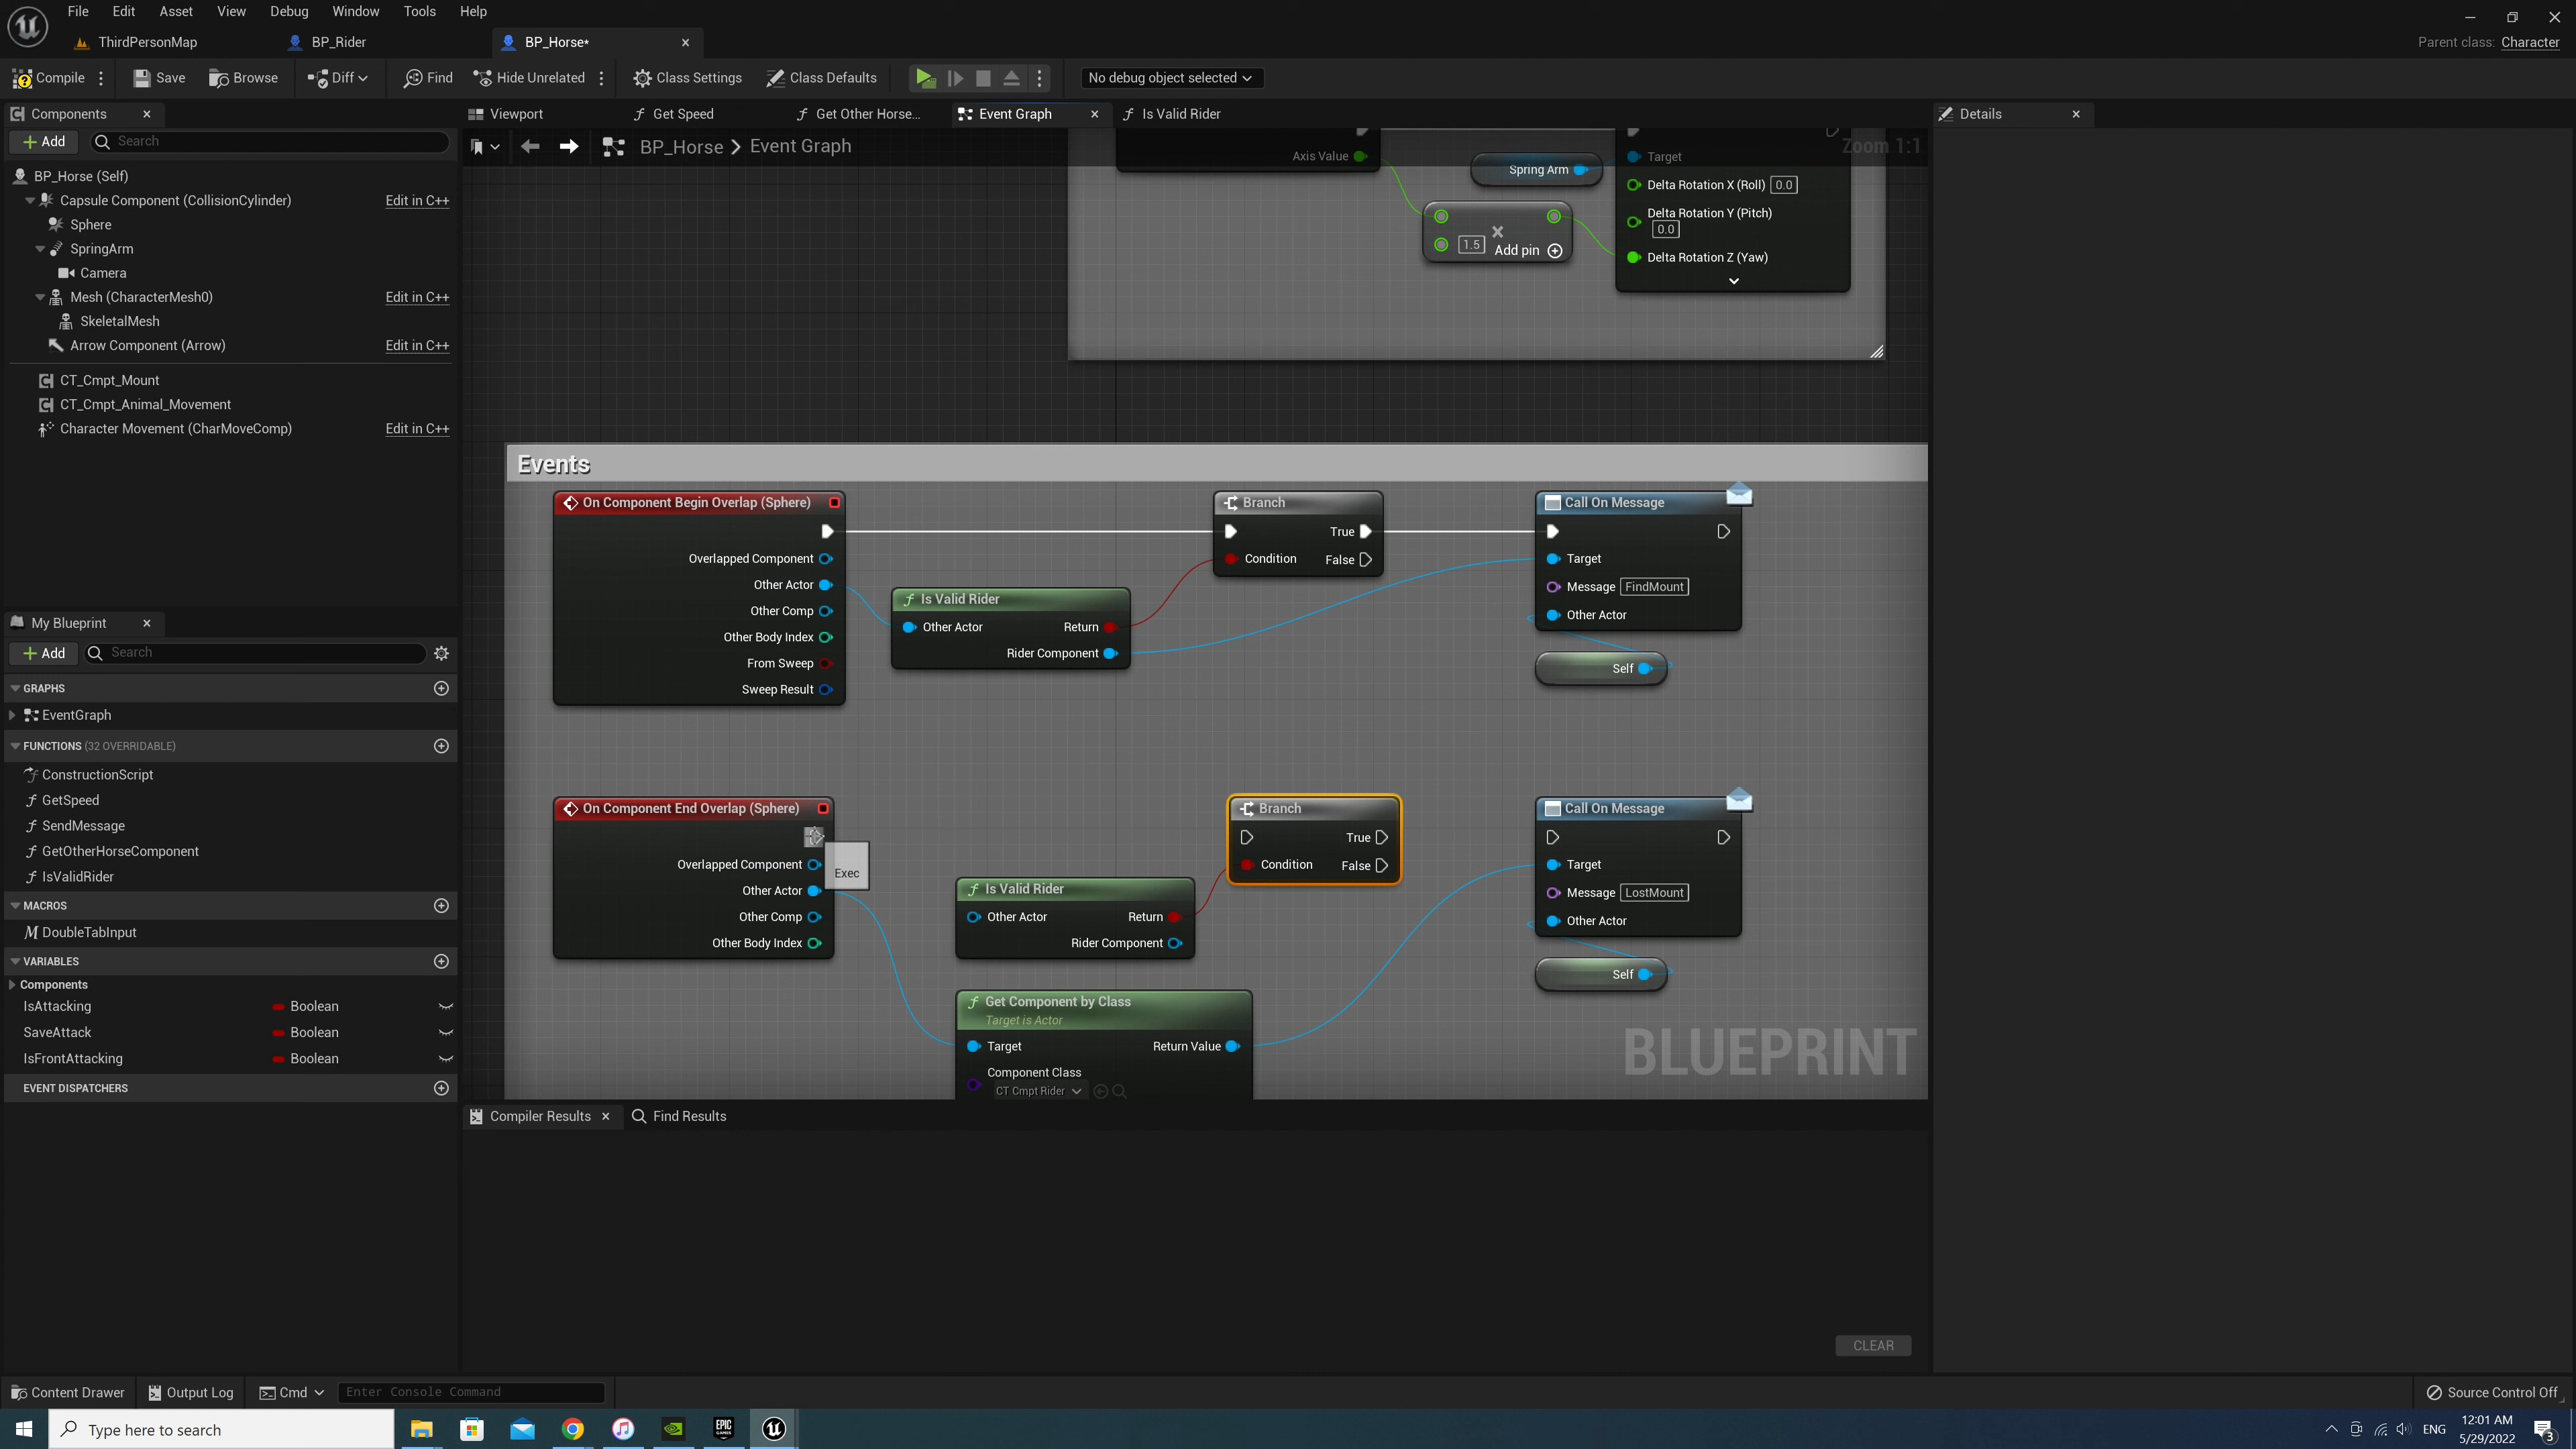 File Edit Asset View Debug Window Tools Help
ThirdPersonMap BP_Rider BP_Horse* Parent class: Character
Compile Save Browse Diff Find Hide Unrelated Class Settings Class Defaults No debug object selected
Components Viewport Get Speed Get Other Horse... Event Graph Is Valid Rider Details
Add Search
BP_Horse > Event Graph
Zoom 1:1
BP_Horse (Self)
Capsule Component (CollisionCylinder) Edit in C++
Sphere
SpringArm
Camera
Mesh (CharacterMesh0) Edit in C++
SkeletalMesh
Arrow Component (Arrow) Edit in C++
CT_Cmpt_Mount
CT_Cmpt_Animal_Movement
Character Movement (CharMoveComp) Edit in C++
Axis Value
Spring Arm
1.5 Add pin
Target
Delta Rotation X (Roll) 0.0
Delta Rotation Y (Pitch)
0.0
Delta Rotation Z (Yaw)
Events
On Component Begin Overlap (Sphere)
Overlapped Component
Other Actor
Other Comp
Other Body Index
From Sweep
Sweep Result
Is Valid Rider
Other Actor Return
Rider Component
Branch
True
Condition False
Call On Message
Target
Message FindMount
Other Actor
Self
On Component End Overlap (Sphere)
Overlapped Component
Exec
Other Actor
Other Comp
Other Body Index
Is Valid Rider
Other Actor Return
Rider Component
Branch
True
Condition False
Get Component by Class
Target is Actor
Target Return Value
Component Class
CT Cmpt Rider
Call On Message
Target
Message LostMount
Other Actor
Self
BLUEPRINT
My Blueprint
Add Search
GRAPHS
EventGraph
FUNCTIONS (32 OVERRIDABLE)
ConstructionScript
GetSpeed
SendMessage
GetOtherHorseComponent
IsValidRider
MACROS
DoubleTabInput
VARIABLES
Components
IsAttacking Boolean
SaveAttack Boolean
IsFrontAttacking Boolean
EVENT DISPATCHERS
Compiler Results Find Results
CLEAR
Content Drawer Output Log Cmd Enter Console Command Source Control Off
Type here to search
EPIC
GAMES
ENG
12:01 AM
5/29/2022
3